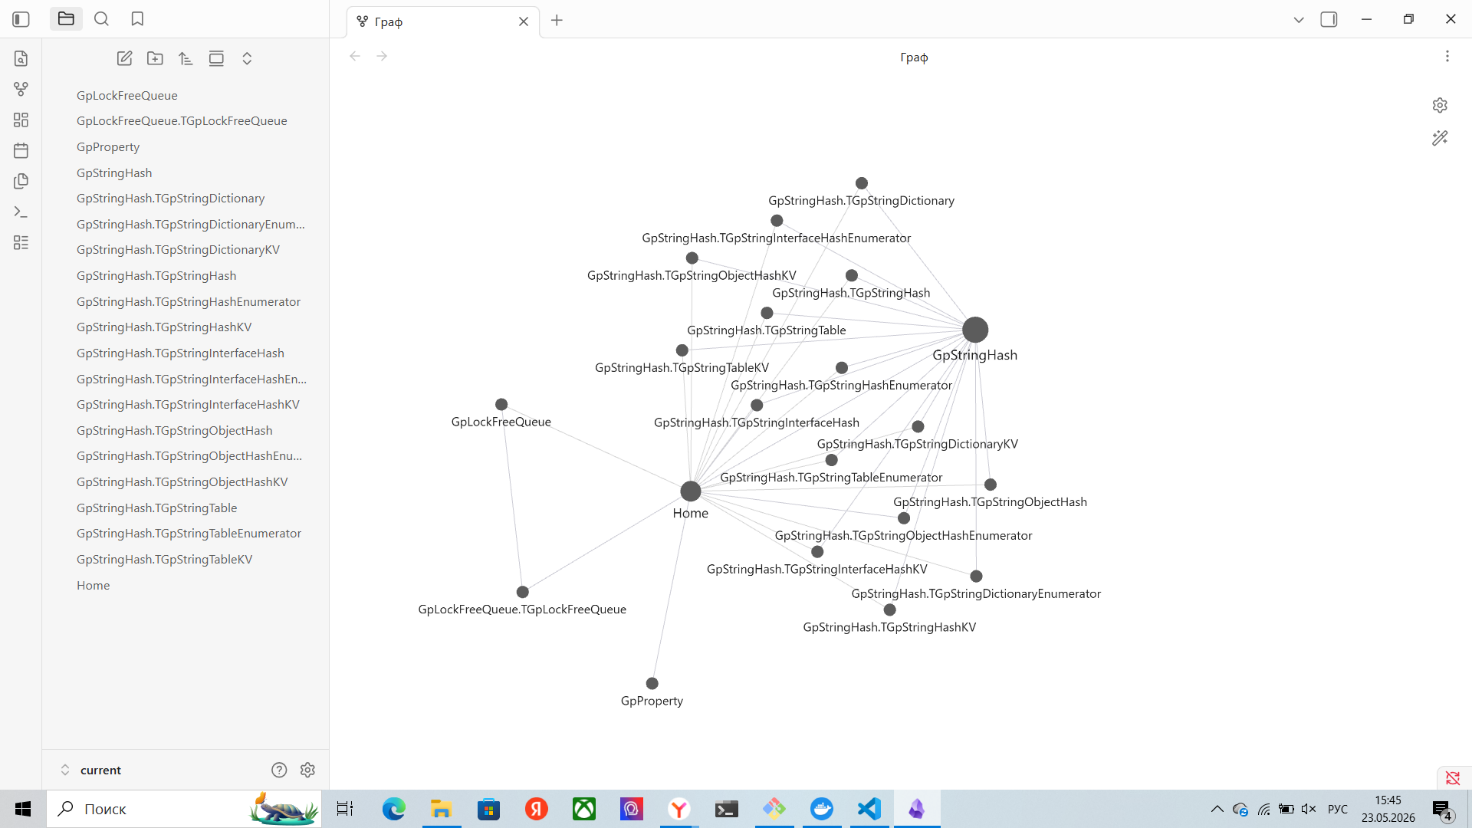 Граф
Граф
GpLockFreeQueue
GpLockFreeQueue.TGpLockFreeQueue
GpProperty
GpStringHash
GpStringHash.TGpStringDictionary
GpStringHash.TGpStringDictionaryEnum...
GpStringHash.TGpStringDictionaryKV
GpStringHash.TGpStringHash
GpStringHash.TGpStringHashEnumerator
GpStringHash.TGpStringHashKV
GpStringHash.TGpStringInterfaceHash
GpStringHash.TGpStringInterfaceHashEn...
GpStringHash.TGpStringInterfaceHashKV
GpStringHash.TGpStringObjectHash
GpStringHash.TGpStringObjectHashEnu...
GpStringHash.TGpStringObjectHashKV
GpStringHash.TGpStringTable
GpStringHash.TGpStringTableEnumerator
GpStringHash.TGpStringTableKV
Home
current
GpStringHash.TGpStringDictionary
GpStringHash.TGpStringInterfaceHashEnumerator
GpStringHash.TGpStringObjectHashKV
GpStringHash.TGpStringHash
GpStringHash.TGpStringTable
GpStringHash
GpStringHash.TGpStringTableKV
GpStringHash.TGpStringHashEnumerator
GpLockFreeQueue
GpStringHash.TGpStringInterfaceHash
GpStringHash.TGpStringDictionaryKV
GpStringHash.TGpStringTableEnumerator
GpStringHash.TGpStringObjectHash
Home
GpStringHash.TGpStringObjectHashEnumerator
GpStringHash.TGpStringInterfaceHashKV
GpStringHash.TGpStringDictionaryEnumerator
GpLockFreeQueue.TGpLockFreeQueue
GpStringHash.TGpStringHashKV
GpProperty
Поиск
Я
Y
РУС
15:45
23.05.2026
4